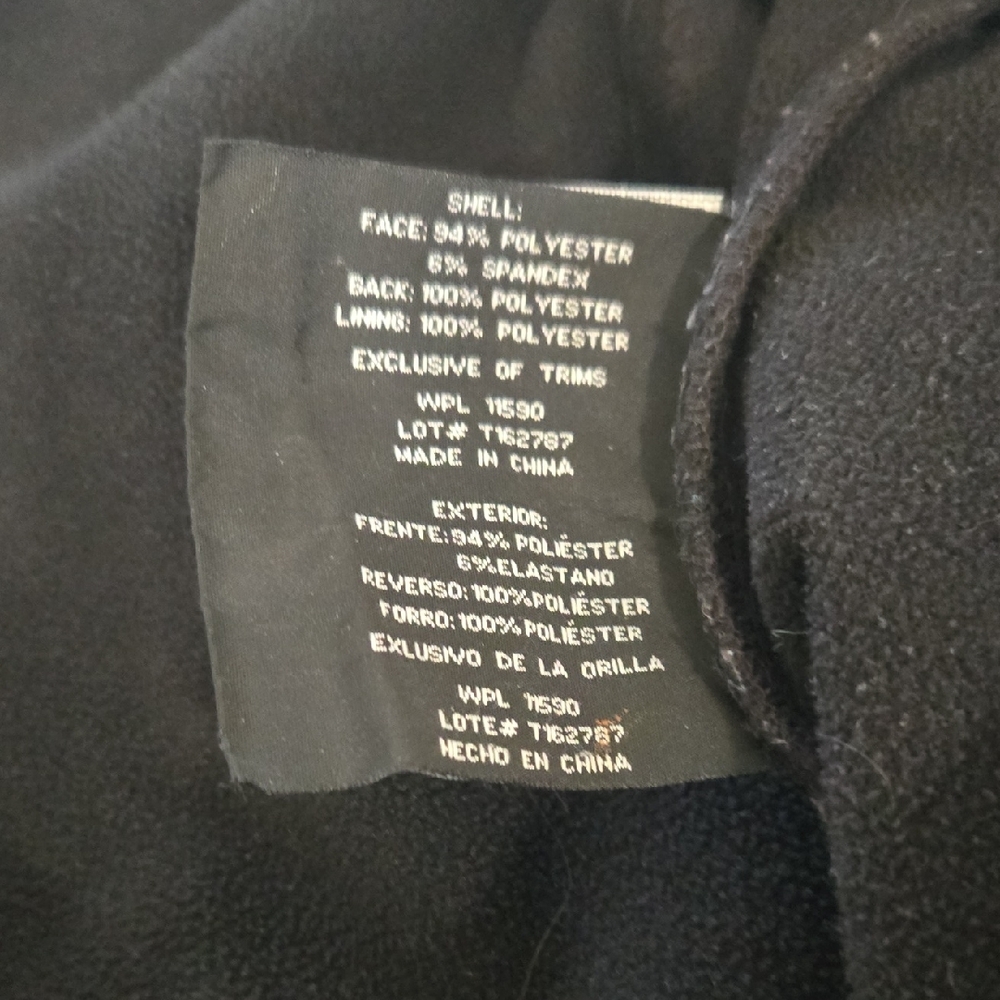 SHELL:
FACE: 94% POLYESTER
6% SPANDEX
BACK: 100% POLYESTER
LINING: 100% POLYESTER
EXCLUSIVE OF TRIMS
WPL 11590
LOT# T162787
MADE IN CHINA
EXTERIOR:
FRENTE:94% POLIÉSTER
6%ELASTANO
REVERSO:100%POLIÉSTER
FORRO:100%POLIÉSTER
EXLUSIVO DE LA ORILLA
WPL 11590
LOTE# T162787
HECHO EN CHINA